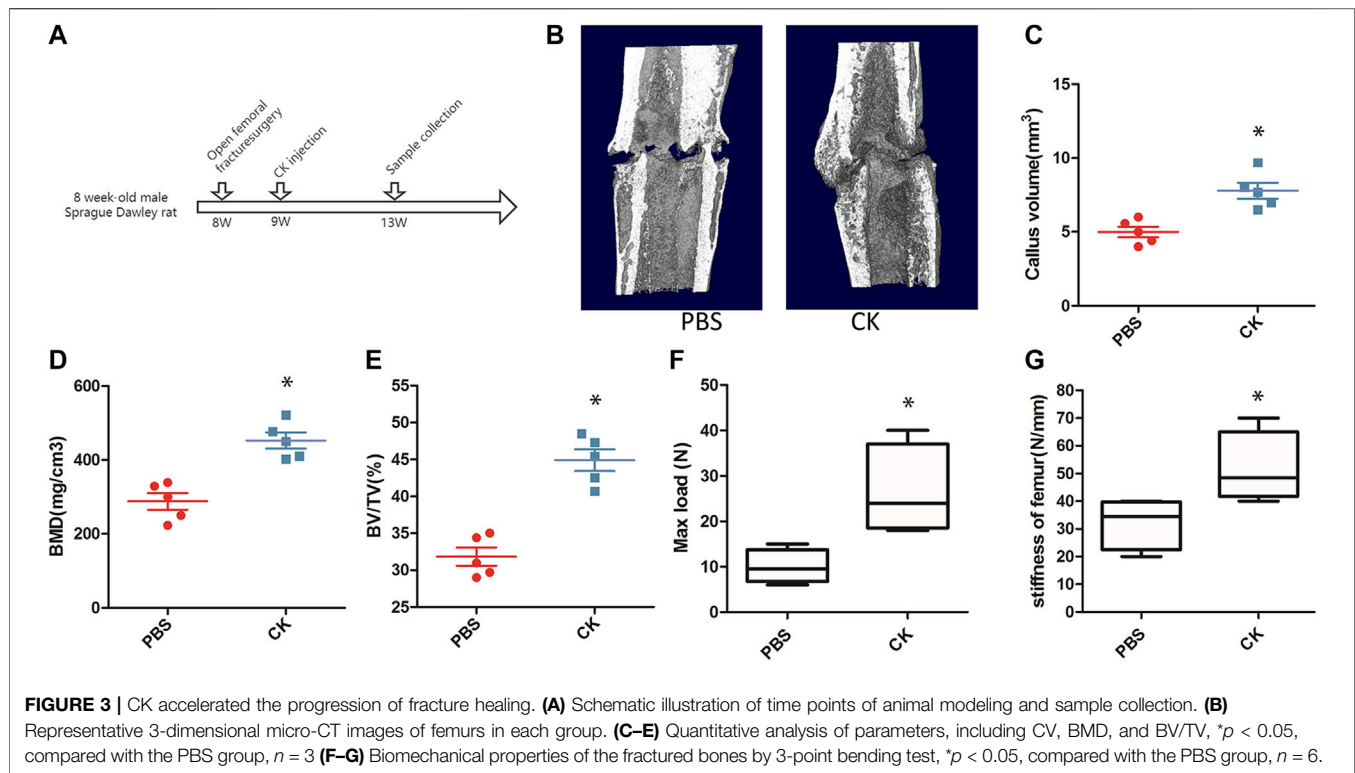 A
Open femoral
fracturesurgery
CK injection
Sample collection
8 week-old male
Sprague Dawley rat
8W
9W
13W
B
PBS
CK
C
Callus volume(mm³)
15
10
5
0
*
PBS
CK
D
BMD(mg/cm3)
600
400
200
0
*
PBS
CK
E
BV/TV(%)
55
50
45
40
35
30
25
*
PBS
CK
F
Max load (N)
50
40
30
20
10
0
*
PBS
CK
G
stiffness of femur(N/mm)
80
70
60
50
40
30
20
10
0
*
PBS
CK
FIGURE 3 | CK accelerated the progression of fracture healing. (A) Schematic illustration of time points of animal modeling and sample collection. (B)
Representative 3-dimensional micro-CT images of femurs in each group. (C–E) Quantitative analysis of parameters, including CV, BMD, and BV/TV, *p < 0.05,
compared with the PBS group, n = 3 (F–G) Biomechanical properties of the fractured bones by 3-point bending test, *p < 0.05, compared with the PBS group, n = 6.